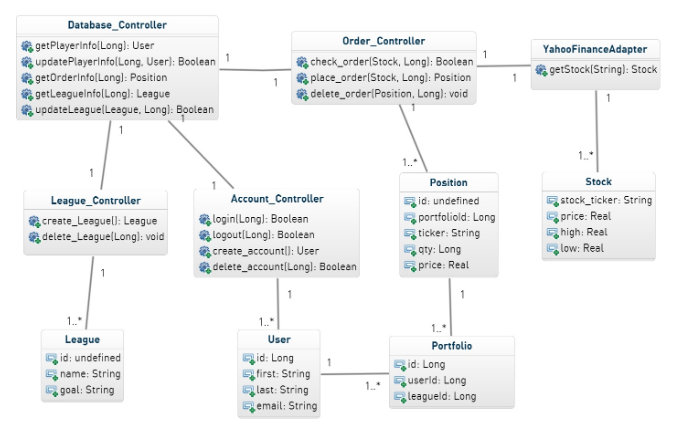 Database_Controller
getPlayerInfo(Long): User
updatePlayerInfo(Long, User): Boolean
getOrderInfo(Long): Position
getLeagueInfo(Long): League
updateLeague(League, Long): Boolean
1
1
Order_Controller
check_order(Stock, Long): Boolean
place_order(Stock, Long): Position
delete_order(Position, Long): void
1
1
YahooFinanceAdapter
getStock(String): Stock
1
1
1
1
1
1
1..*
1..*
League_Controller
create_League(): League
delete_League(Long): void
Account_Controller
login(Long): Boolean
logout(Long): Boolean
create_account(): User
delete_account(Long): Boolean
Position
id: undefined
portfolioId: Long
ticker: String
qty: Long
price: Real
Stock
stock_ticker: String
price: Real
high: Real
low: Real
1
1
1
1..*
1..*
1..*
League
id: undefined
name: String
goal: String
User
id: Long
first: String
last: String
email: String
1
1..*
Portfolio
id: Long
userId: Long
leagueId: Long